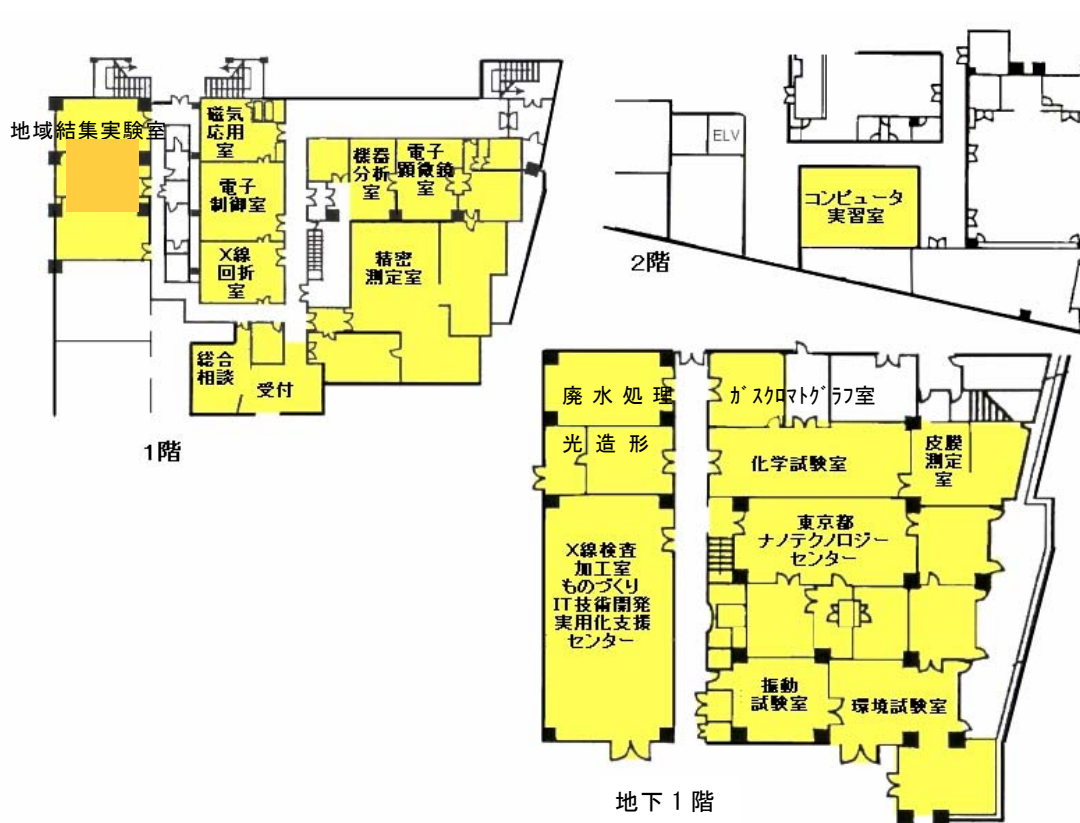 地域結集実験室
磁気
応用
室
電子
制御室
X線
回折
室
機器
分析
室
電子
顕微鏡
室
精密
測定室
総合
相談
受付
1階
ELV
コンピュータ
実習室
2階
廃水処理
光造形
X線検査
加工室
ものづくり
IT技術開発
実用化支援
センター
ガスクロマトグラフ室
化学試験室
皮膜
測定
室
東京都
ナノテクノロジー
センター
振動
試験室
環境試験室
地下1階